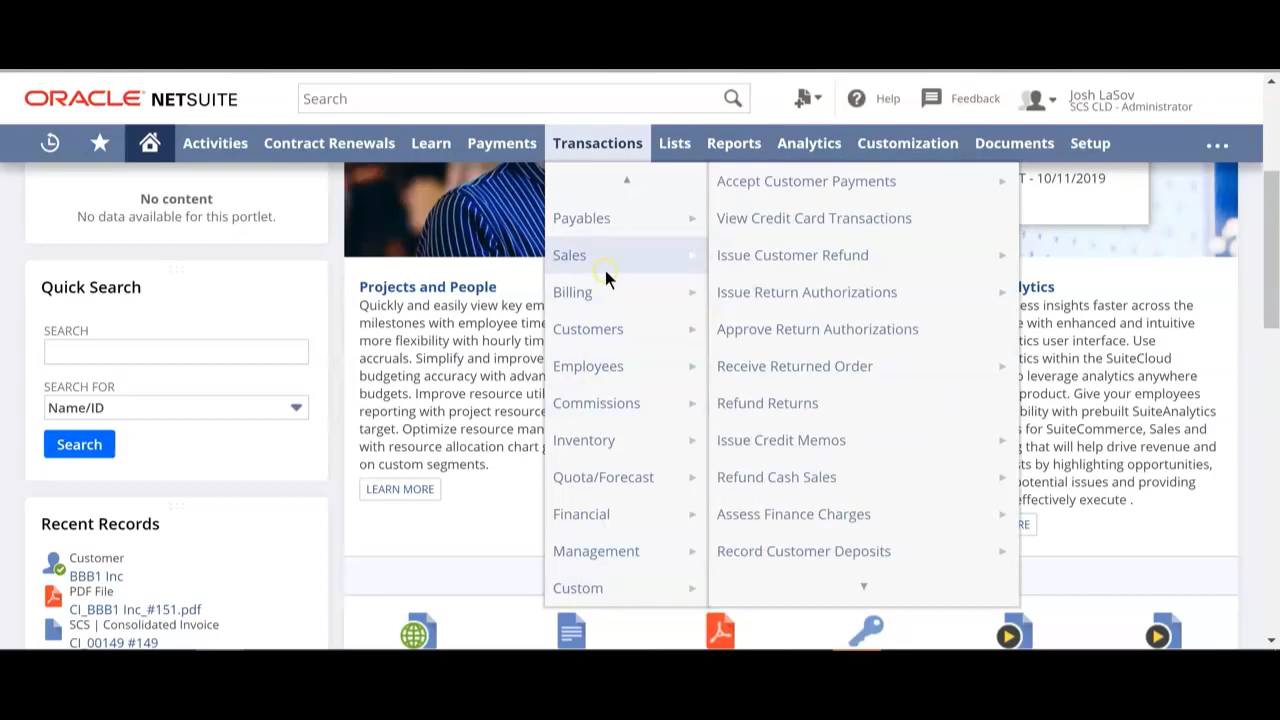 ORACLE NETSUITE
Search
Help
Feedback
Josh LaSov
SCS CLD - Administrator
Activities
Contract Renewals
Learn
Payments
Transactions
Lists
Reports
Analytics
Customization
Documents
Setup
...
No content
No data available for this portlet.
Quick Search
SEARCH
SEARCH FOR
Name/ID
Search
Recent Records
Customer
BBB1 Inc
PDF File
CI_BBB1 Inc_#151.pdf
SCS | Consolidated Invoice
CI_00149 #149
Projects and People
Quickly and easily view key em
milestones with employee time
more flexibility with hourly tim
accruals. Simplify and improve
budgeting accuracy with advan
budgets. Improve resource util
reporting with project resource
target. Optimize resource man
with resource allocation chart g
on custom segments.
LEARN MORE
Payables
Sales
Billing
Customers
Employees
Commissions
Inventory
Quota/Forecast
Financial
Management
Custom
Accept Customer Payments
View Credit Card Transactions
Issue Customer Refund
Issue Return Authorizations
Approve Return Authorizations
Receive Returned Order
Refund Returns
Issue Credit Memos
Refund Cash Sales
Assess Finance Charges
Record Customer Deposits
T - 10/11/2019
lytics
ess insights faster across the
e with enhanced and intuitive
tics user interface. Use
tics within the SuiteCloud
o leverage analytics anywhere
product. Give your employees
bility with prebuilt SuiteAnalytics
s for SuiteCommerce, Sales and
g that will help drive revenue and
sts by highlighting opportunities,
potential issues and providing
effectively execute .
RE